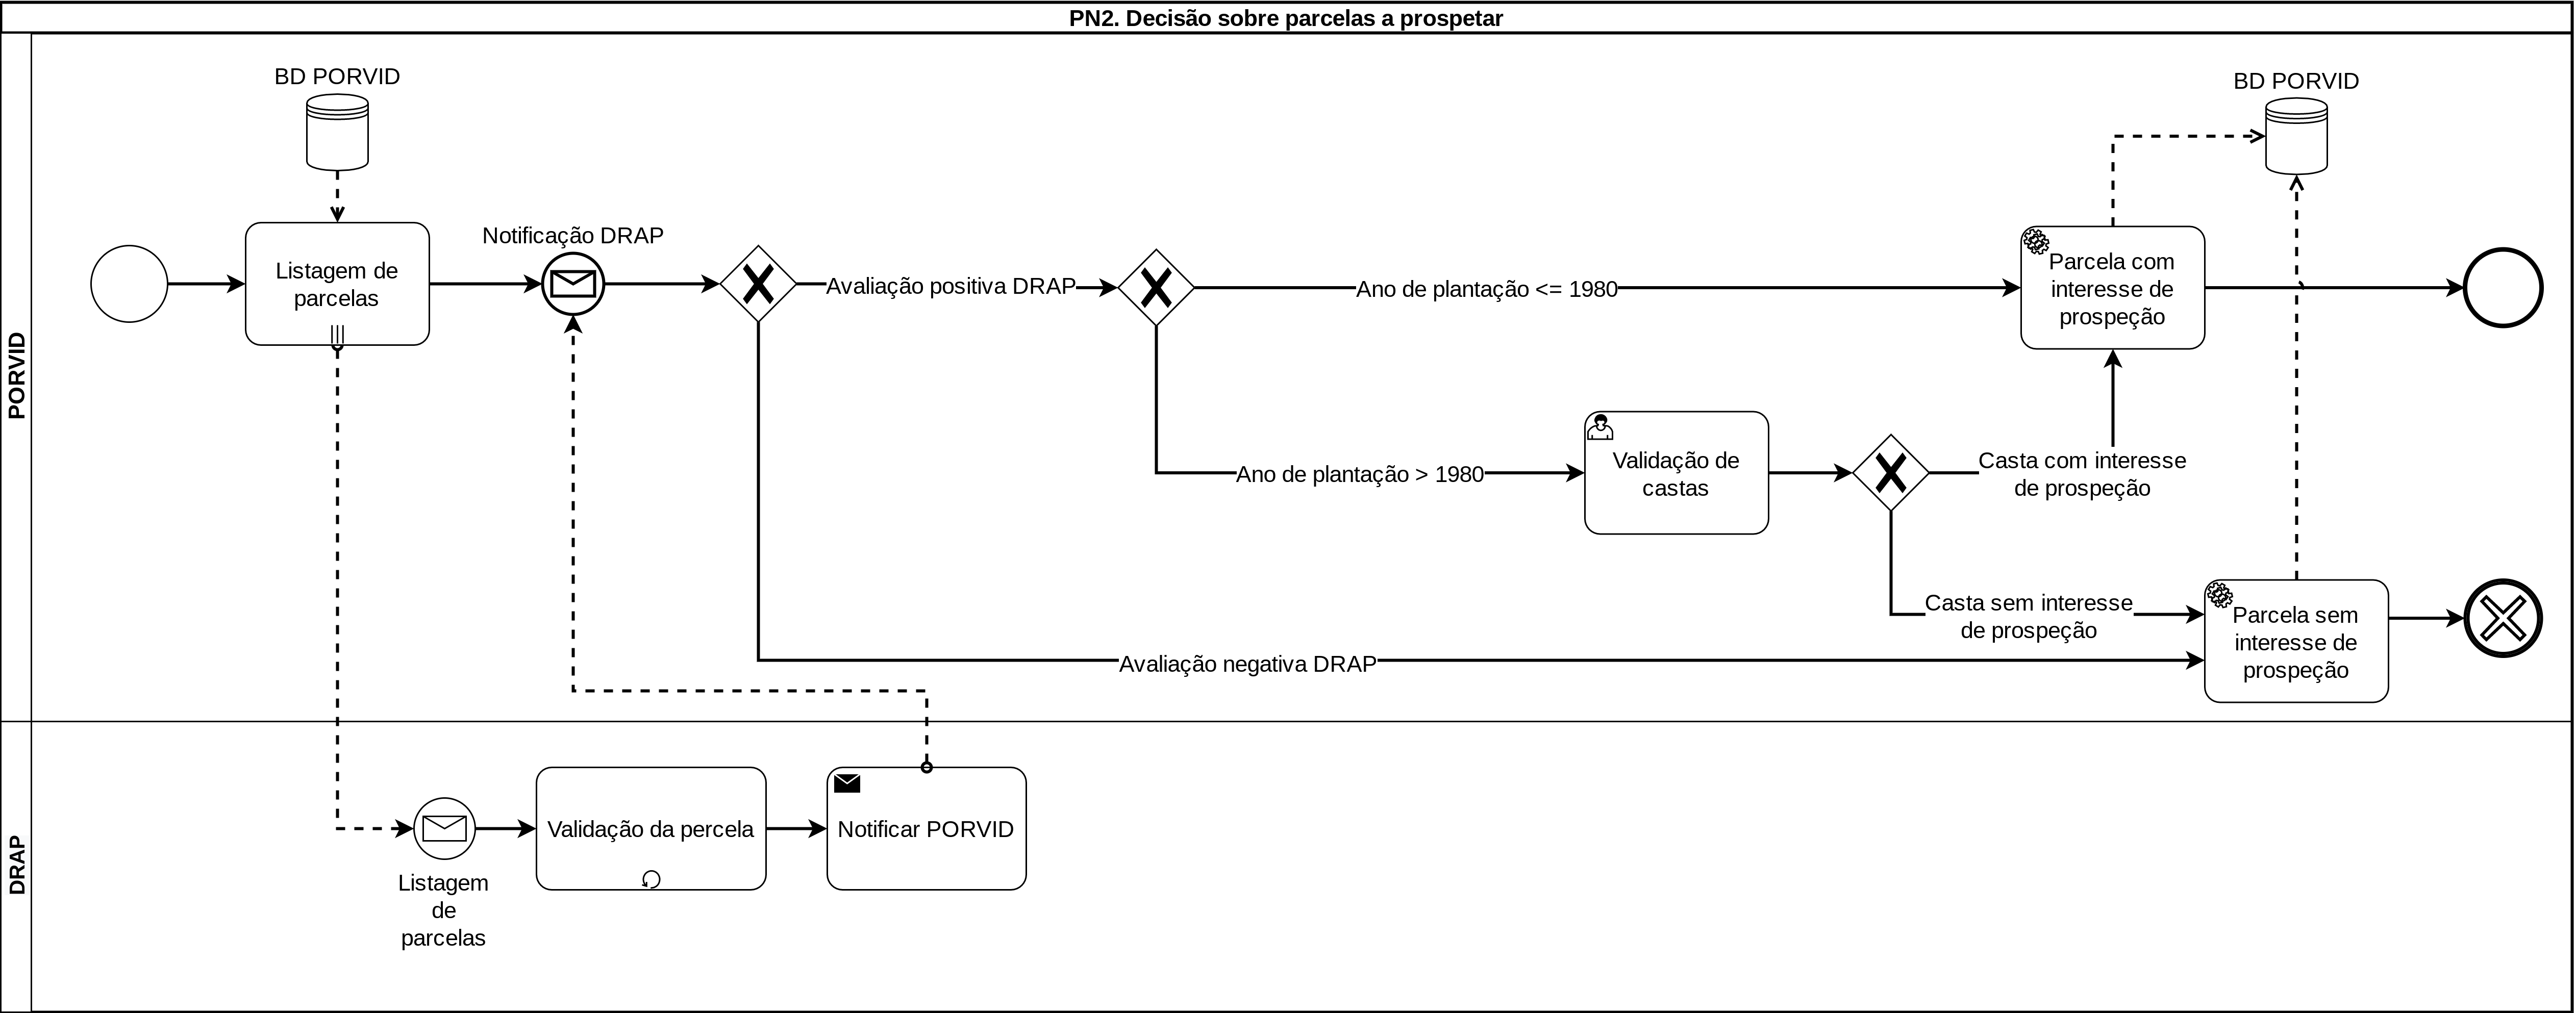 PN2. Decisão sobre parcelas a prospetar
PORVID
BD PORVID
BD PORVID
Listagem de
parcelas
Notificação DRAP
Avaliação positiva DRAP
Ano de plantação <= 1980
Parcela com
interesse de
prospeção
Ano de plantação > 1980
Validação de
castas
Casta com interesse
de prospeção
Casta sem interesse
de prospeção
Avaliação negativa DRAP
Parcela sem
interesse de
prospeção
DRAP
Listagem
de
parcelas
Validação da percela
Notificar PORVID